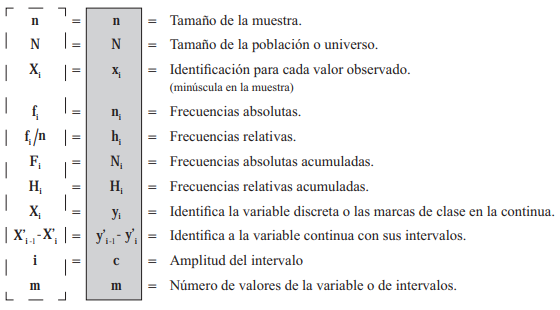 n = n = Tamaño de la muestra.
N = N = Tamaño de la población o universo.
Xᵢ = xᵢ = Identificación para cada valor observado.
(minúscula en la muestra)
fᵢ = nᵢ = Frecuencias absolutas.
fᵢ/n = hᵢ = Frecuencias relativas.
Fᵢ = Nᵢ = Frecuencias absolutas acumuladas.
Hᵢ = Hᵢ = Frecuencias relativas acumuladas.
Xᵢ = yᵢ = Identifica la variable discreta o las marcas de clase en la continua.
X'ᵢ₋₁-X'ᵢ = y'ᵢ₋₁- y'ᵢ = Identifica a la variable continua con sus intervalos.
i = c = Amplitud del intervalo
m m = Número de valores de la variable o de intervalos.